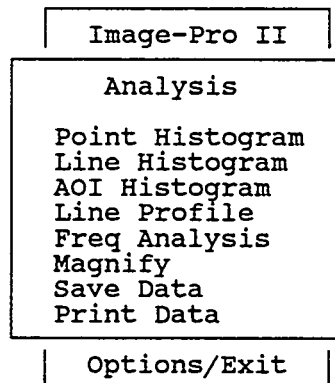 Image-Pro II
Analysis
Point Histogram
Line Histogram
AOI Histogram
Line Profile
Freq Analysis
Magnify
Save Data
Print Data
Options/Exit